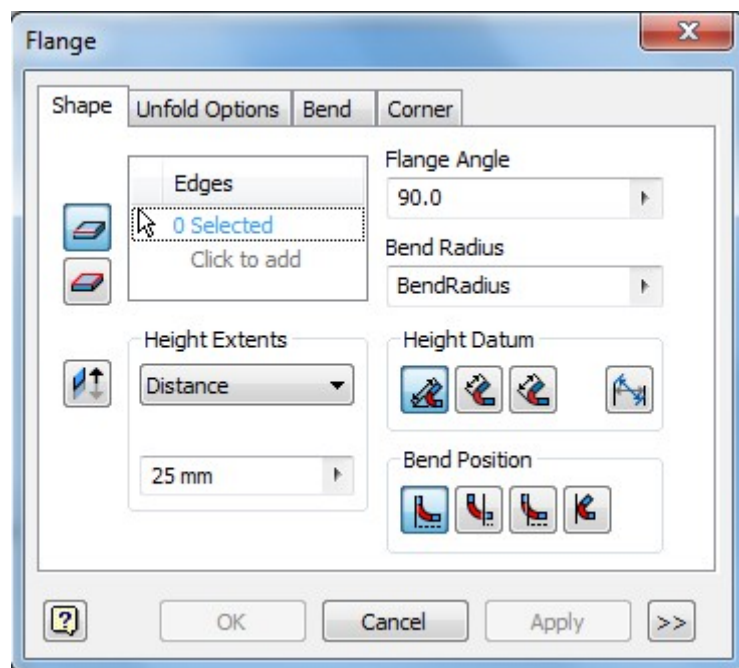 Flange
X
Shape Unfold Options Bend Corner
Edges
0 Selected
Click to add
Flange Angle
90.0
Bend Radius
BendRadius
Height Extents
Distance
25 mm
Height Datum
Bend Position
?
OK Cancel Apply >>